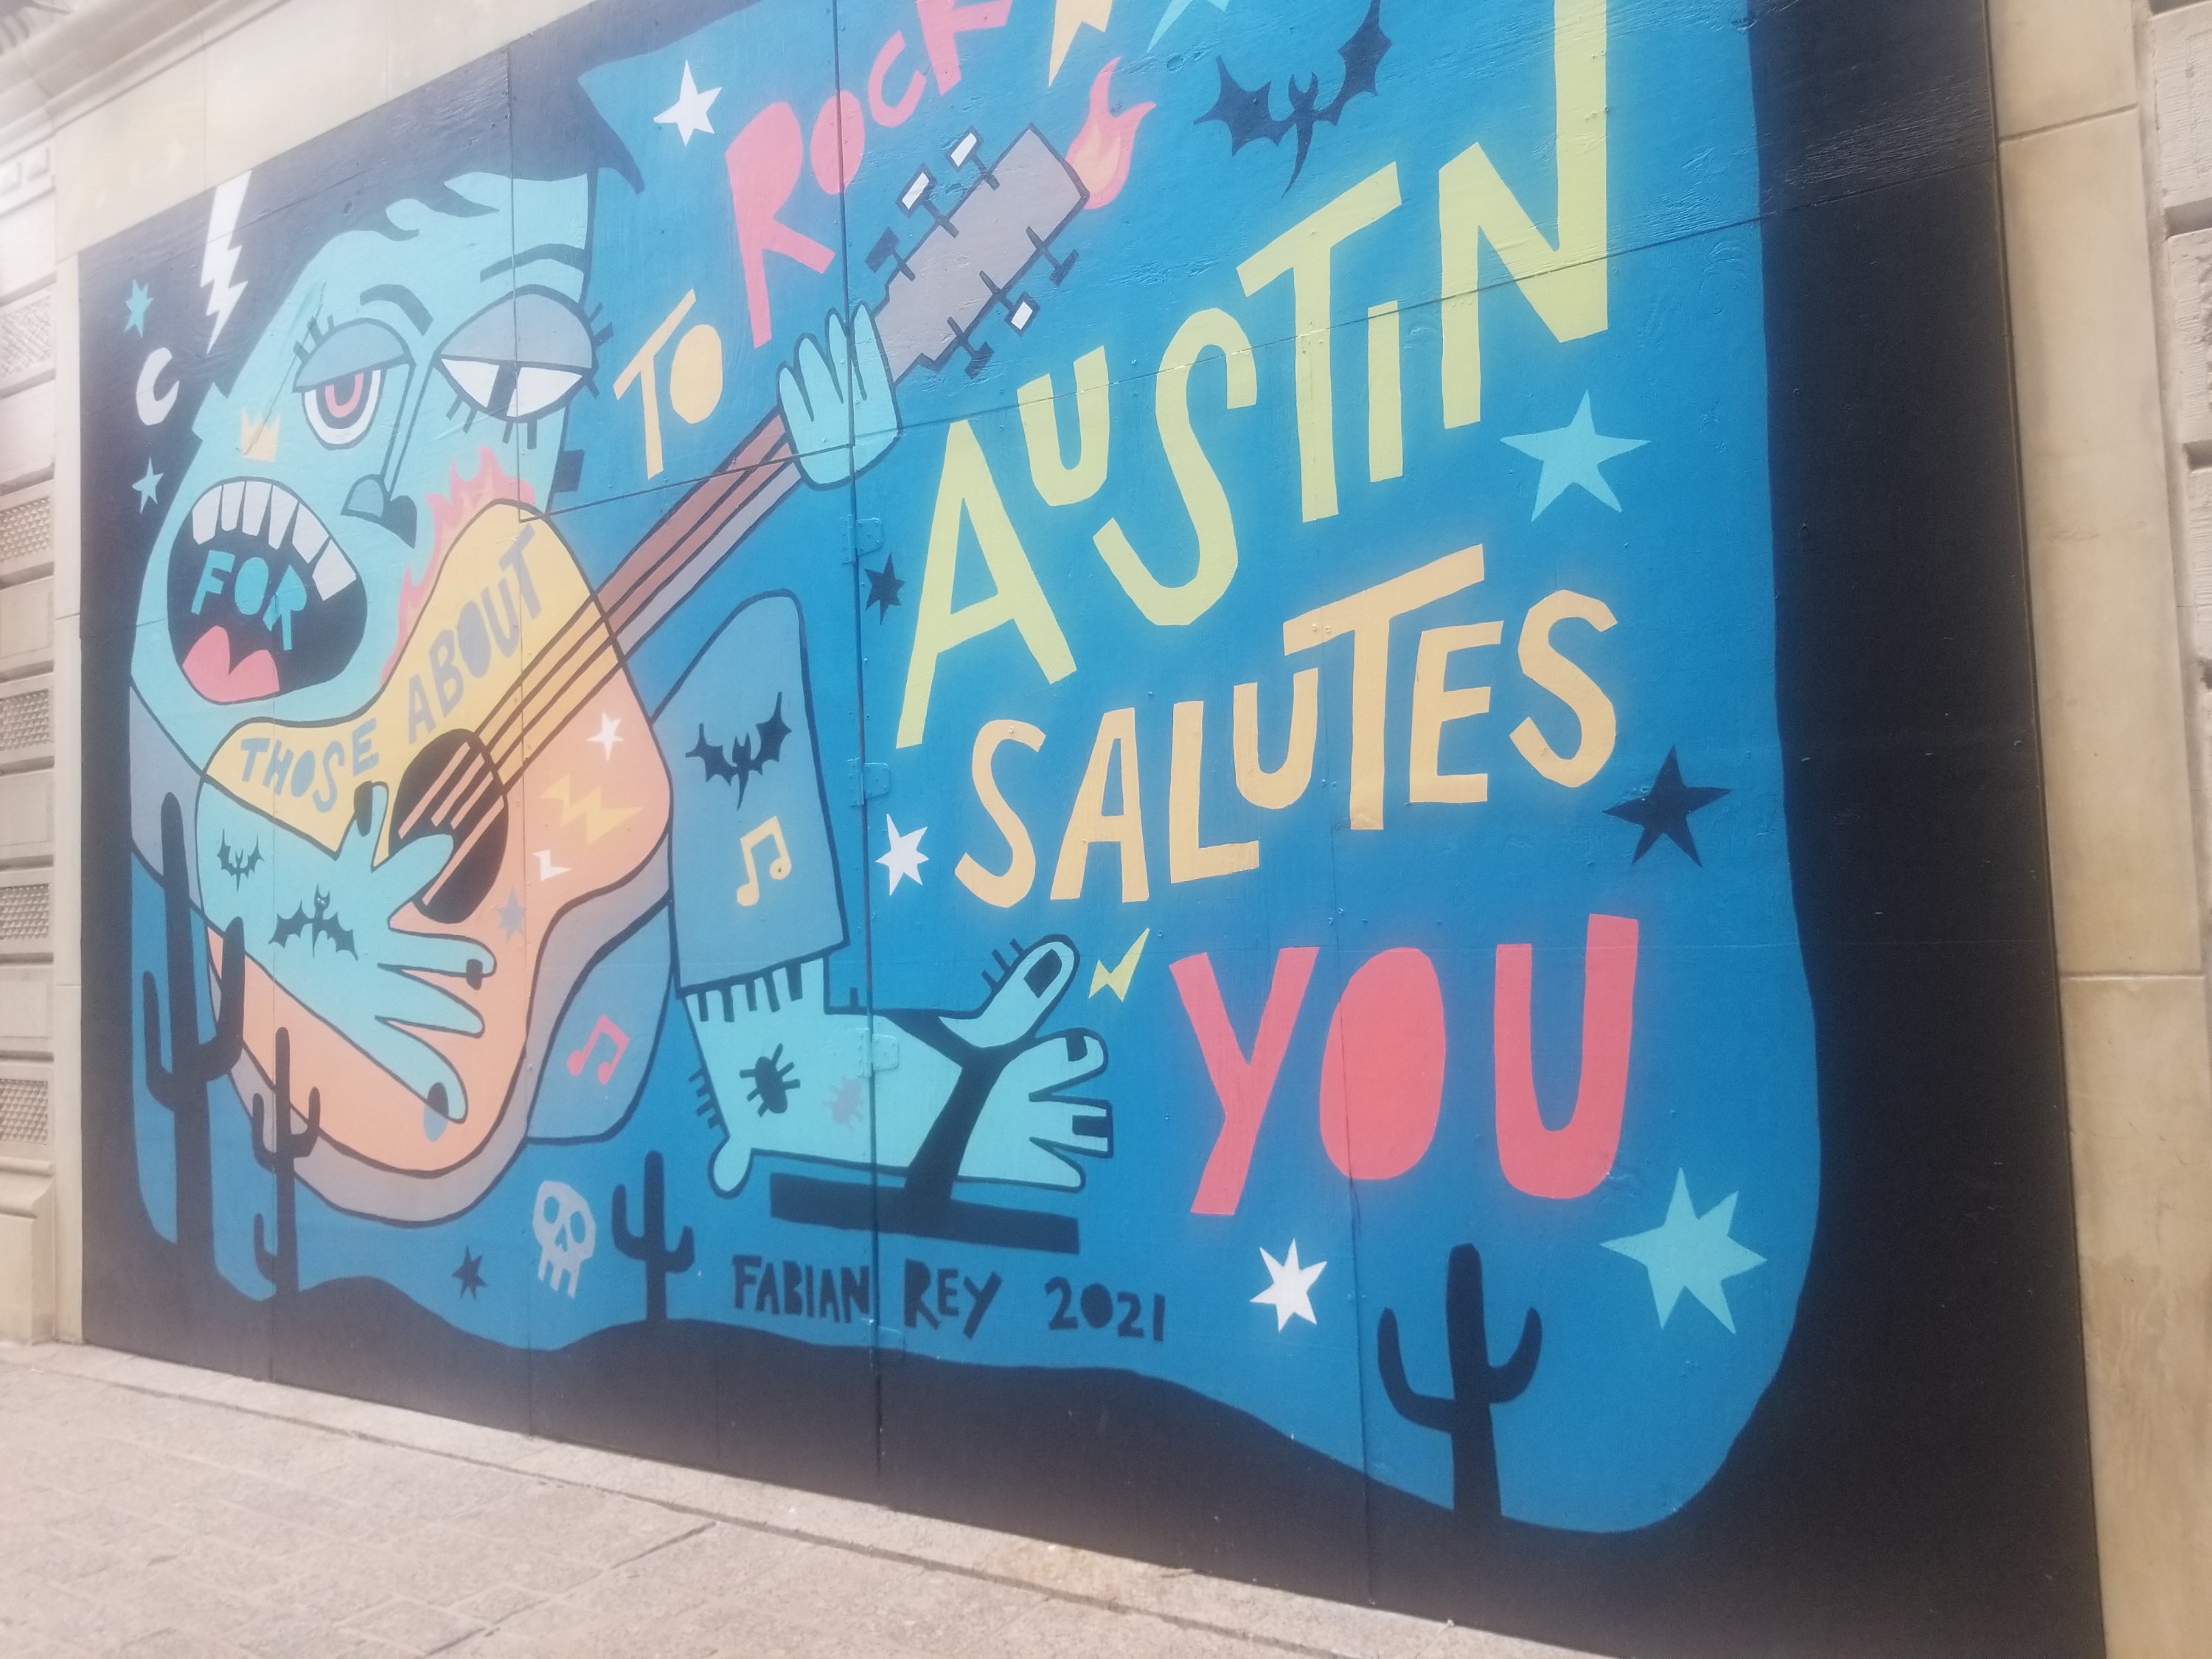 FOR
THOSE ABOUT
TO
ROCK
AUSTIN
SALUTES
YOU
FABIAN REY 2021